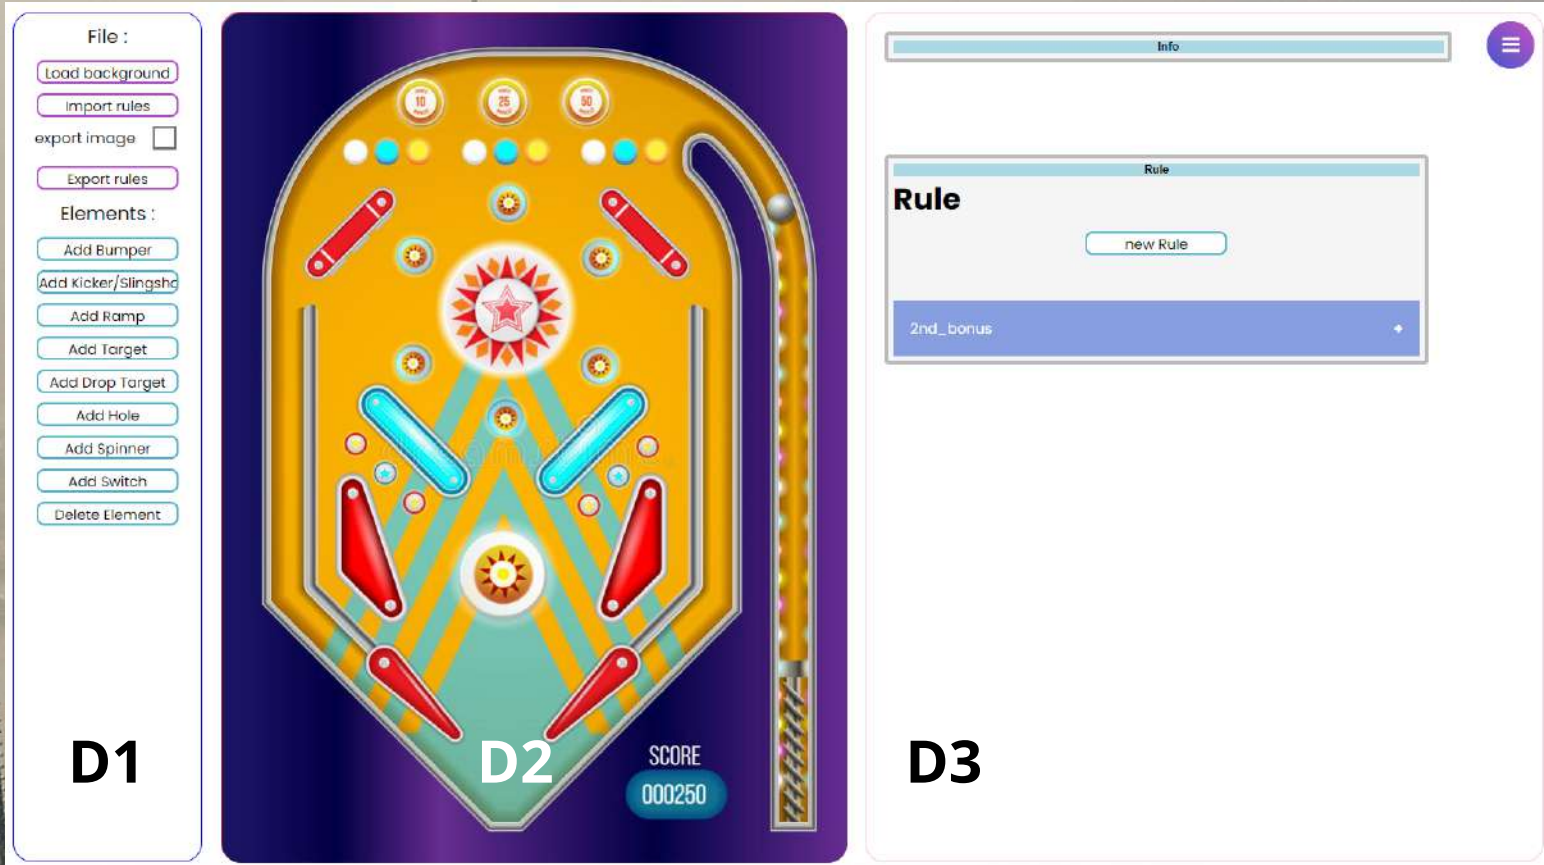 File :
Load background
Import rules
export image
Export rules
Elements :
Add Bumper
Add Kicker/Slingsho
Add Ramp
Add Target
Add Drop Target
Add Hole
Add Spinner
Add Switch
Delete Element
D1
10
25
50
SCORE
000250
D2
Info
Rule
Rule
new Rule
2nd_bonus
+
D3